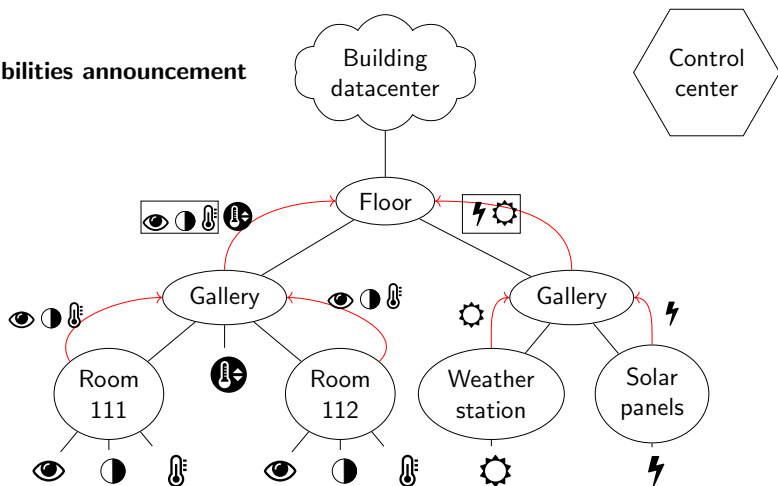 bilities announcement
Building
datacenter
Control
center
Floor
Gallery
Gallery
Room
111
Room
112
Weather
station
Solar
panels